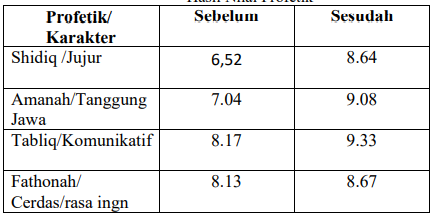 Hasil Nilai Profetik
Profetik/ Sebelum Sesudah
Karakter
Shidiq /Jujur 6,52 8.64
Amanah/Tanggung 7.04 9.08
Jawa
Tabliq/Komunikatif 8.17 9.33
Fathonah/ 8.13 8.67
Cerdas/rasa ingn